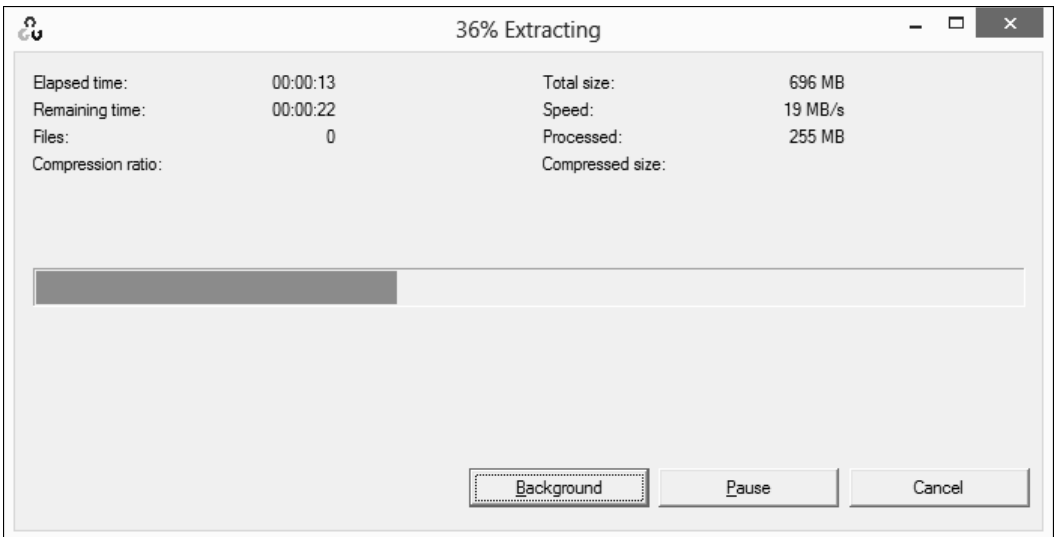 36% Extracting
Elapsed time: 00:00:13 Total size: 696 MB
Remaining time: 00:00:22 Speed: 19 MB/s
Files: 0 Processed: 255 MB
Compression ratio: Compressed size:
Background Pause Cancel